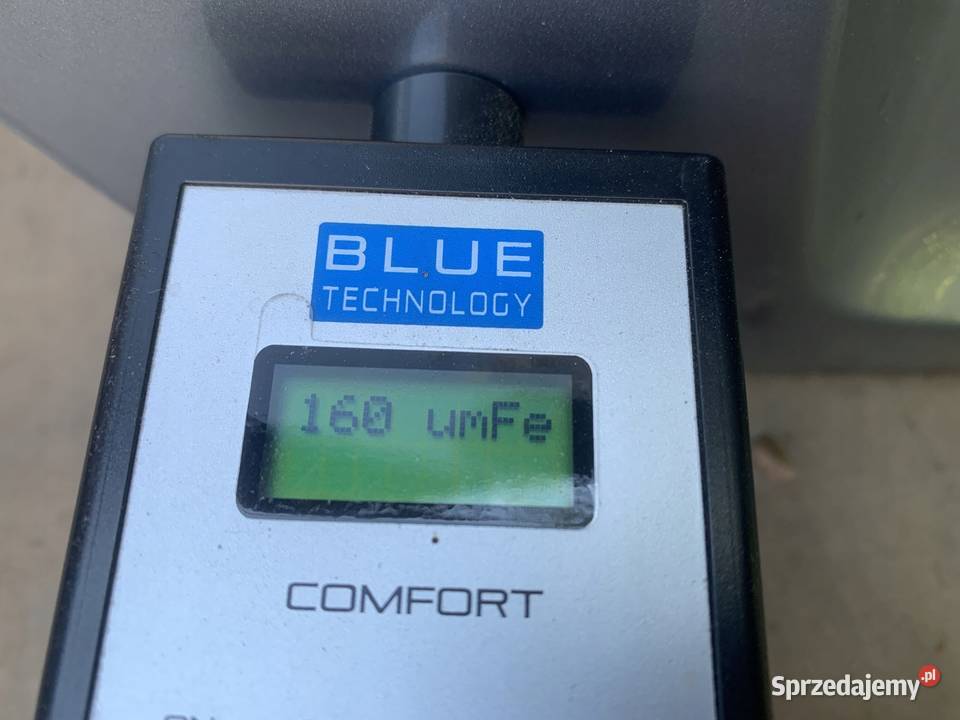 BLUE
TECHNOLOGY
160 umFe
COMFORT
Sprzedajemy.pl